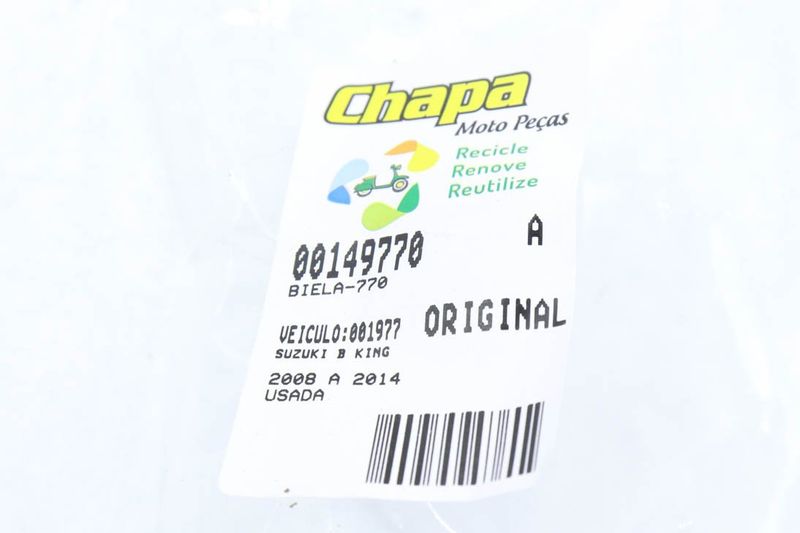 Chapa
Moto Peças
Recicle
Renove
Reutilize
00149770 A
BIELA-770
VEICULO:001977 ORIGINAL
SUZUKI B KING
2008 A 2014
USADA